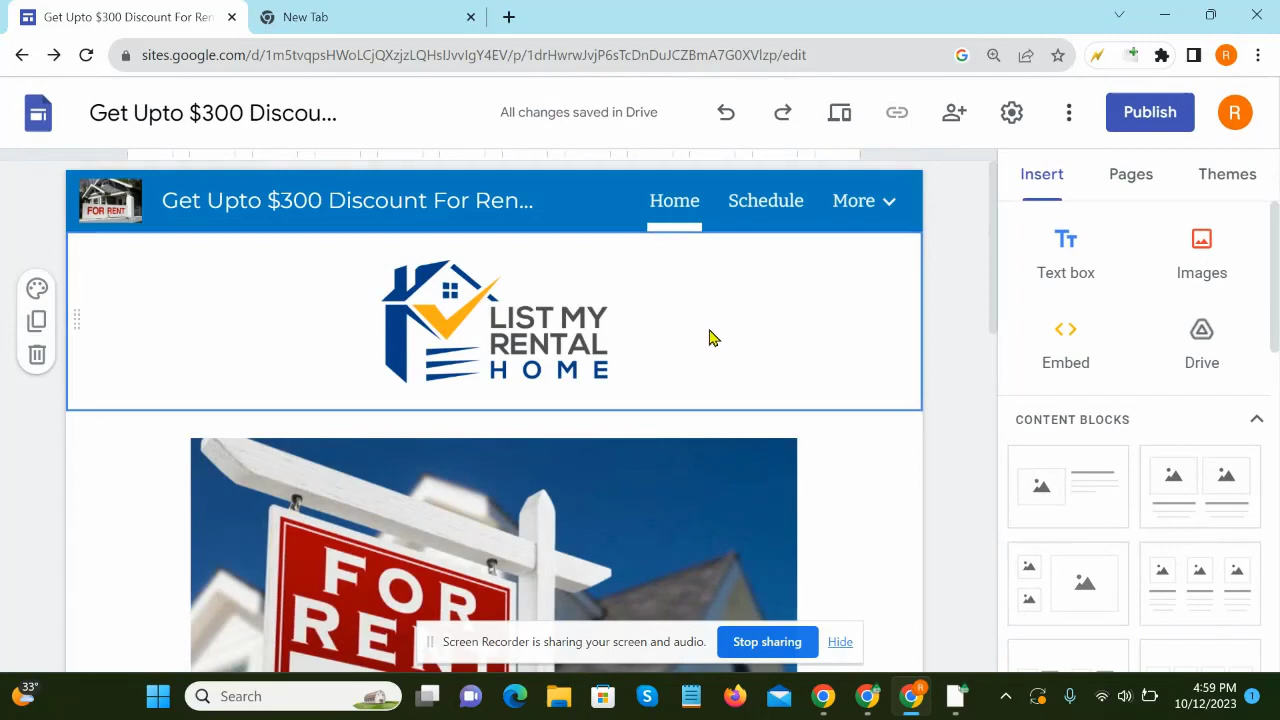 Get Upto $300 Discount For Ren
New Tab
sites.google.com/d/1m5tvqpsHWoLCjQXzjzLQHsIJvvIgY4EV/p/1drHwrwJvjP6sTcDnDuJCZBmA7G0XVlzp/edit
R
Get Upto $300 Discou...
All changes saved in Drive
Publish
R
Insert
Pages
Themes
FOR RENT
Get Upto $300 Discount For Ren...
Home
Schedule
More
Tt
Text box
Images
LIST MY
RENTAL
HOME
Embed
Drive
CONTENT BLOCKS
FOR
Screen Recorder is sharing your screen and audio.
Stop sharing
Hide
33°
Search
R
4:59 PM
10/12/2023
1